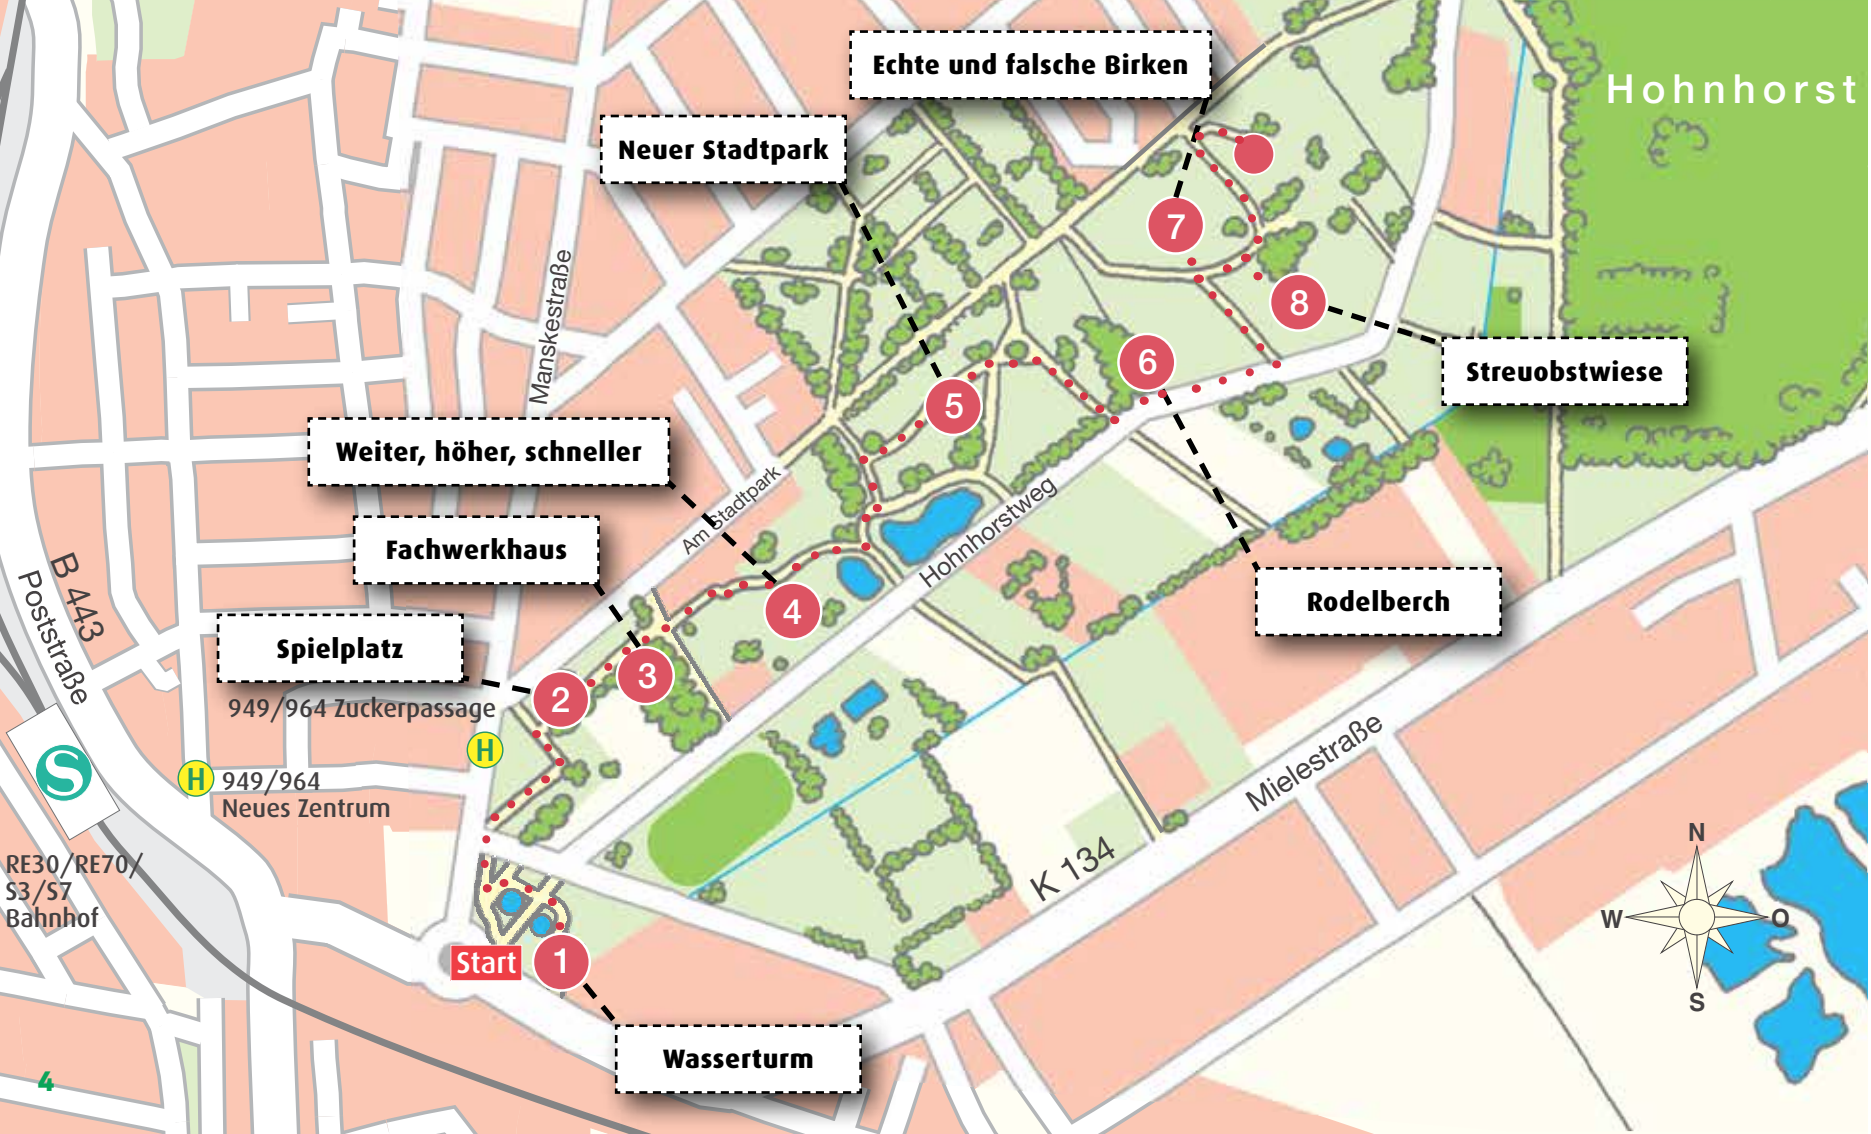 Echte und falsche Birken
Hohnhorst
Neuer Stadtpark
7
8
Manskestraße
6
Streuobstwiese
5
Weiter, höher, schneller
Am Stadtpark
Hohnhorstweg
Fachwerkhaus
B 443
Poststraße
4
Rodelberch
Spielplatz
3
2
949/964 Zuckerpassage
H
S
H
949/964
Neues Zentrum
Mielestraße
K 134
RE30/RE70/
S3/S7
Bahnhof
N
W
O
S
Start
1
Wasserturm
4